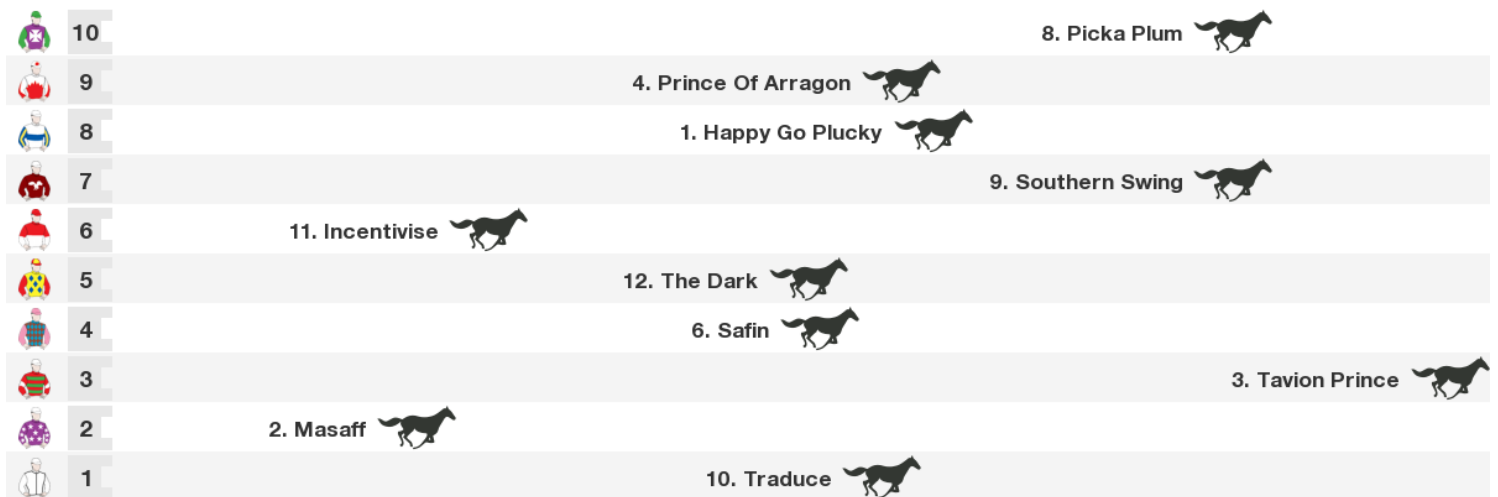 10 8. Picka Plum
9 4. Prince Of Arragon
8 1. Happy Go Plucky
7 9. Southern Swing
6 11. Incentivise
5 12. The Dark
4 6. Safin
3 3. Tavion Prince
2 2. Masaff
1 10. Traduce